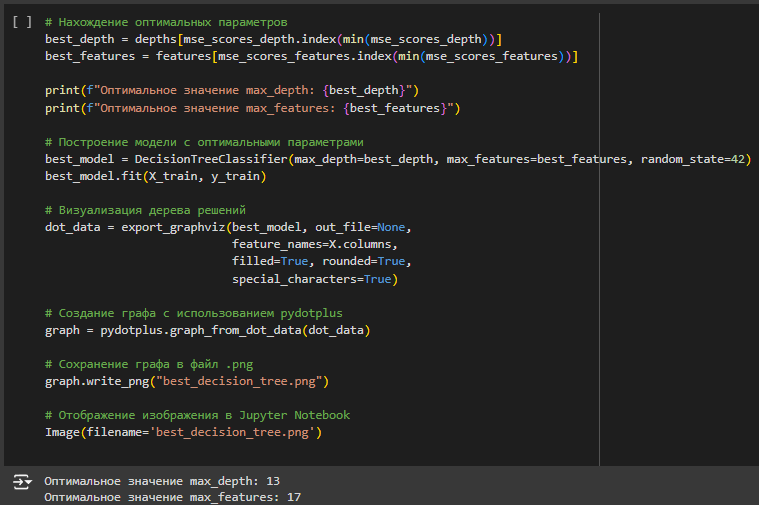 [ ] # Нахождение оптимальных параметров
best_depth = depths[mse_scores_depth.index(min(mse_scores_depth))]
best_features = features[mse_scores_features.index(min(mse_scores_features))]
print(f"Оптимальное значение max_depth: {best_depth}")
print(f"Оптимальное значение max_features: {best_features}")
# Построение модели с оптимальными параметрами
best_model = DecisionTreeClassifier(max_depth=best_depth, max_features=best_features, random_state=42)
best_model.fit(X_train, y_train)
# Визуализация дерева решений
dot_data = export_graphviz(best_model, out_file=None,
feature_names=X.columns,
filled=True, rounded=True,
special_characters=True)
# Создание графа с использованием pydotplus
graph = pydotplus.graph_from_dot_data(dot_data)
# Сохранение графа в файл .png
graph.write_png("best_decision_tree.png")
# Отображение изображения в Jupyter Notebook
Image(filename='best_decision_tree.png')
Оптимальное значение max_depth: 13
Оптимальное значение max_features: 17